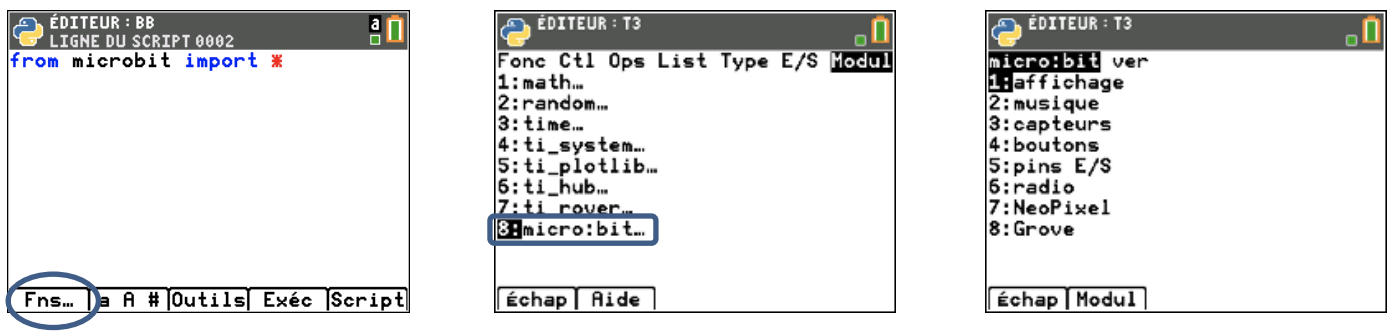 ÉDITEUR : BB
LIGNE DU SCRIPT 0002
a
from microbit import *
Fns… a A # Outils Exéc Script
ÉDITEUR : T3
Fonc Ctl Ops List Type E/S Modul
1:math…
2:random…
3:time…
4:ti_system…
5:ti_plotlib…
6:ti_hub…
7:ti_rover…
8:micro:bit…
Échap Aide
ÉDITEUR : T3
micro:bit ver
1:affichage
2:musique
3:capteurs
4:boutons
5:pins E/S
6:radio
7:NeoPixel
8:Grove
Échap Modul